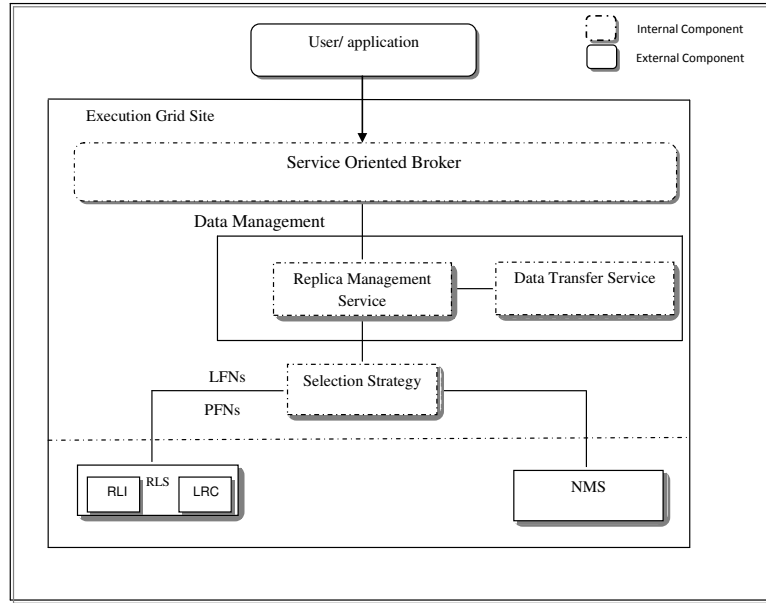 User/ application
Internal Component
External Component
Execution Grid Site
Service Oriented Broker
Data Management
Replica Management
Service
Data Transfer Service
LFNs
Selection Strategy
PFNs
RLS
RLI
LRC
NMS